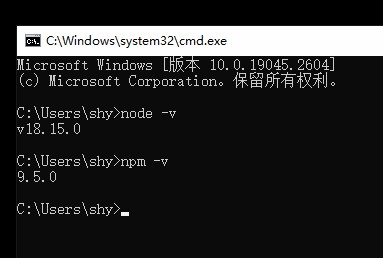 C:\Windows\system32\cmd.exe
Microsoft Windows [版本 10.0.19045.2604]
(c) Microsoft Corporation。保留所有权利。
C:\Users\shy>node -v
v18.15.0
C:\Users\shy>npm -v
9.5.0
C:\Users\shy>